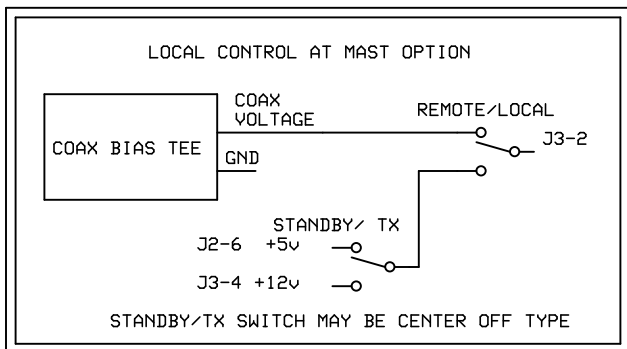 LOCAL CONTROL AT MAST OPTION
COAX
VOLTAGE
REMOTE/LOCAL
COAX BIAS TEE
J3-2
GND
STANDBY/ TX
J2-6 +5v
J3-4 +12v
STANDBY/TX SWITCH MAY BE CENTER OFF TYPE